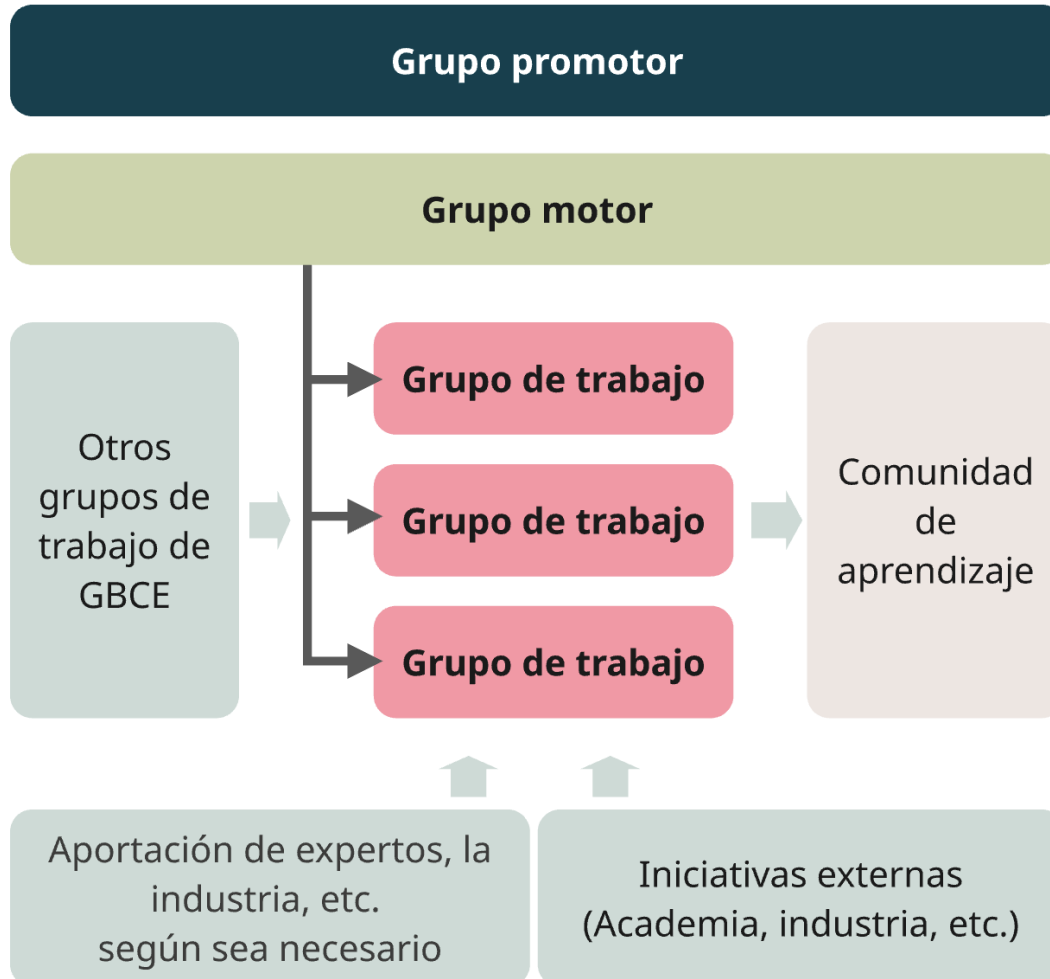 Grupo promotor
Grupo motor
Otros
grupos de
trabajo de
GBCE
Grupo de trabajo
Grupo de trabajo
Grupo de trabajo
Comunidad
de
aprendizaje
Aportación de expertos, la
industria, etc.
según sea necesario
Iniciativas externas
(Academia, industria, etc.)